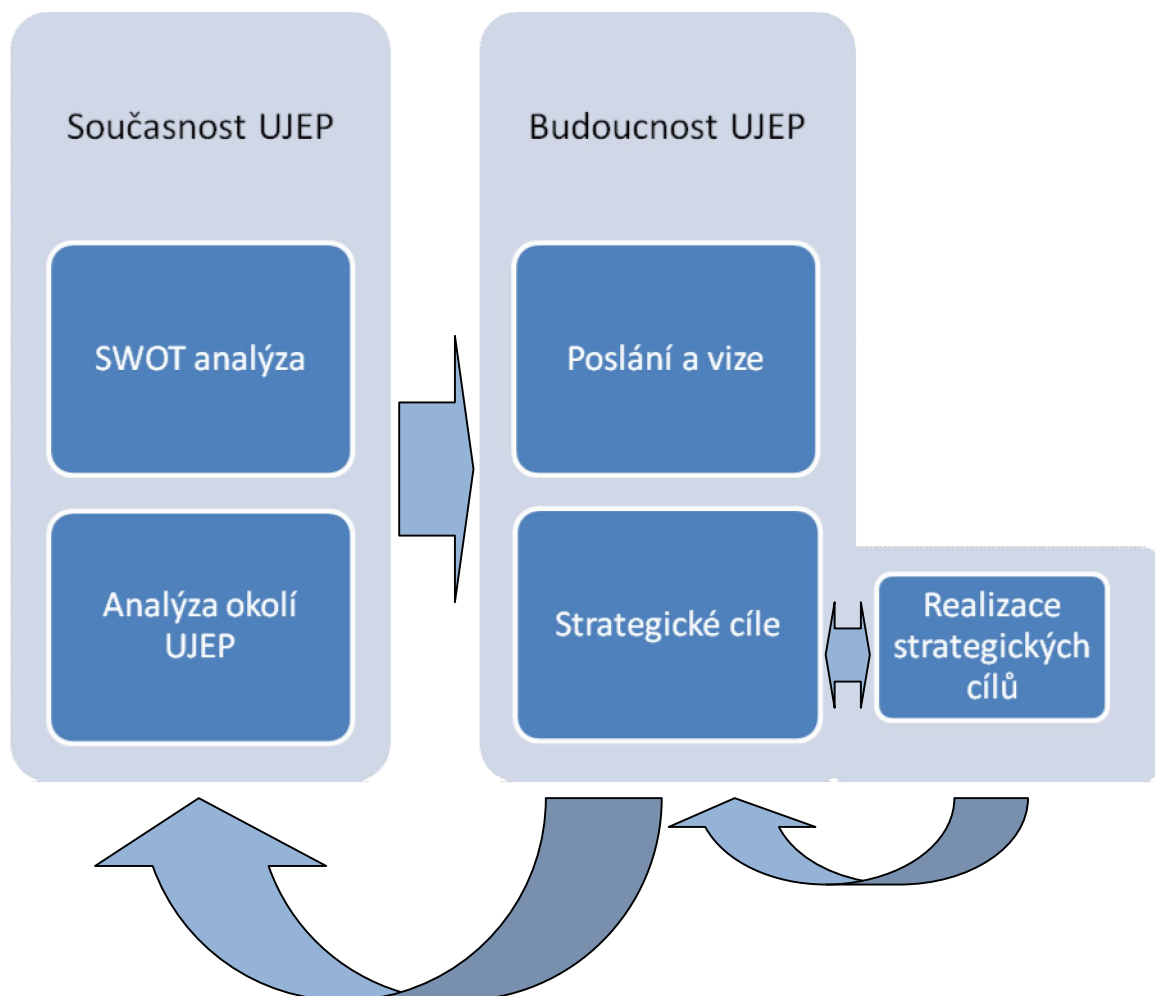 Současnost UJEP
SWOT analýza
Analýza okolí
UJEP
Budoucnost UJEP
Poslání a vize
Strategické cíle
Realizace
strategických
cílů